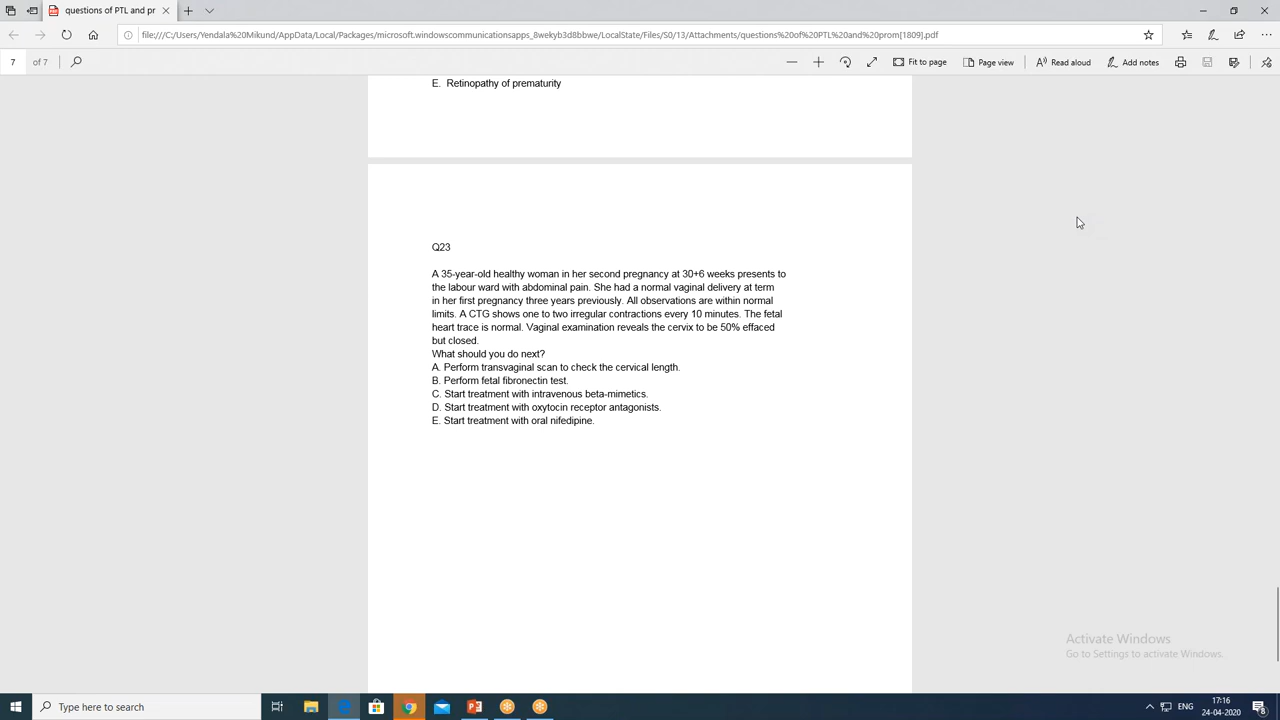 questions of PTL and pr
file:///C:/Users/Yendala%20Mikund/AppData/Local/Packages/microsoft.windowscommunicationsapps_8wekyb3d8bbwe/LocalState/Files/S0/13/Attachments/questions%20of%20PTL%20and%20prom[1809].pdf
7 of 7
Fit to page
Page view
Read aloud
Add notes
E. Retinopathy of prematurity
Q23
A 35-year-old healthy woman in her second pregnancy at 30+6 weeks presents to
the labour ward with abdominal pain. She had a normal vaginal delivery at term
in her first pregnancy three years previously. All observations are within normal
limits. A CTG shows one to two irregular contractions every 10 minutes. The fetal
heart trace is normal. Vaginal examination reveals the cervix to be 50% effaced
but closed.
What should you do next?
A. Perform transvaginal scan to check the cervical length.
B. Perform fetal fibronectin test.
C. Start treatment with intravenous beta-mimetics.
D. Start treatment with oxytocin receptor antagonists.
E. Start treatment with oral nifedipine.
Activate Windows
Go to Settings to activate Windows.
Type here to search
ENG
17:16
24-04-2020